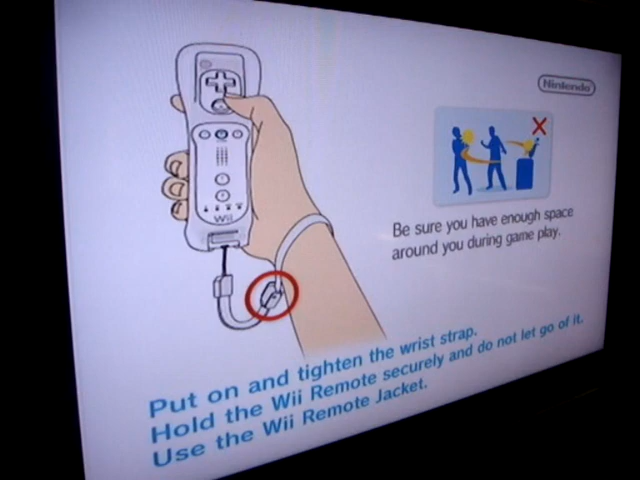 Nintendo
Be sure you have enough space
around you during game play.
Wii
Put on and tighten the wrist strap.
Hold the Wii Remote securely and do not let go of it.
Use the Wii Remote Jacket.